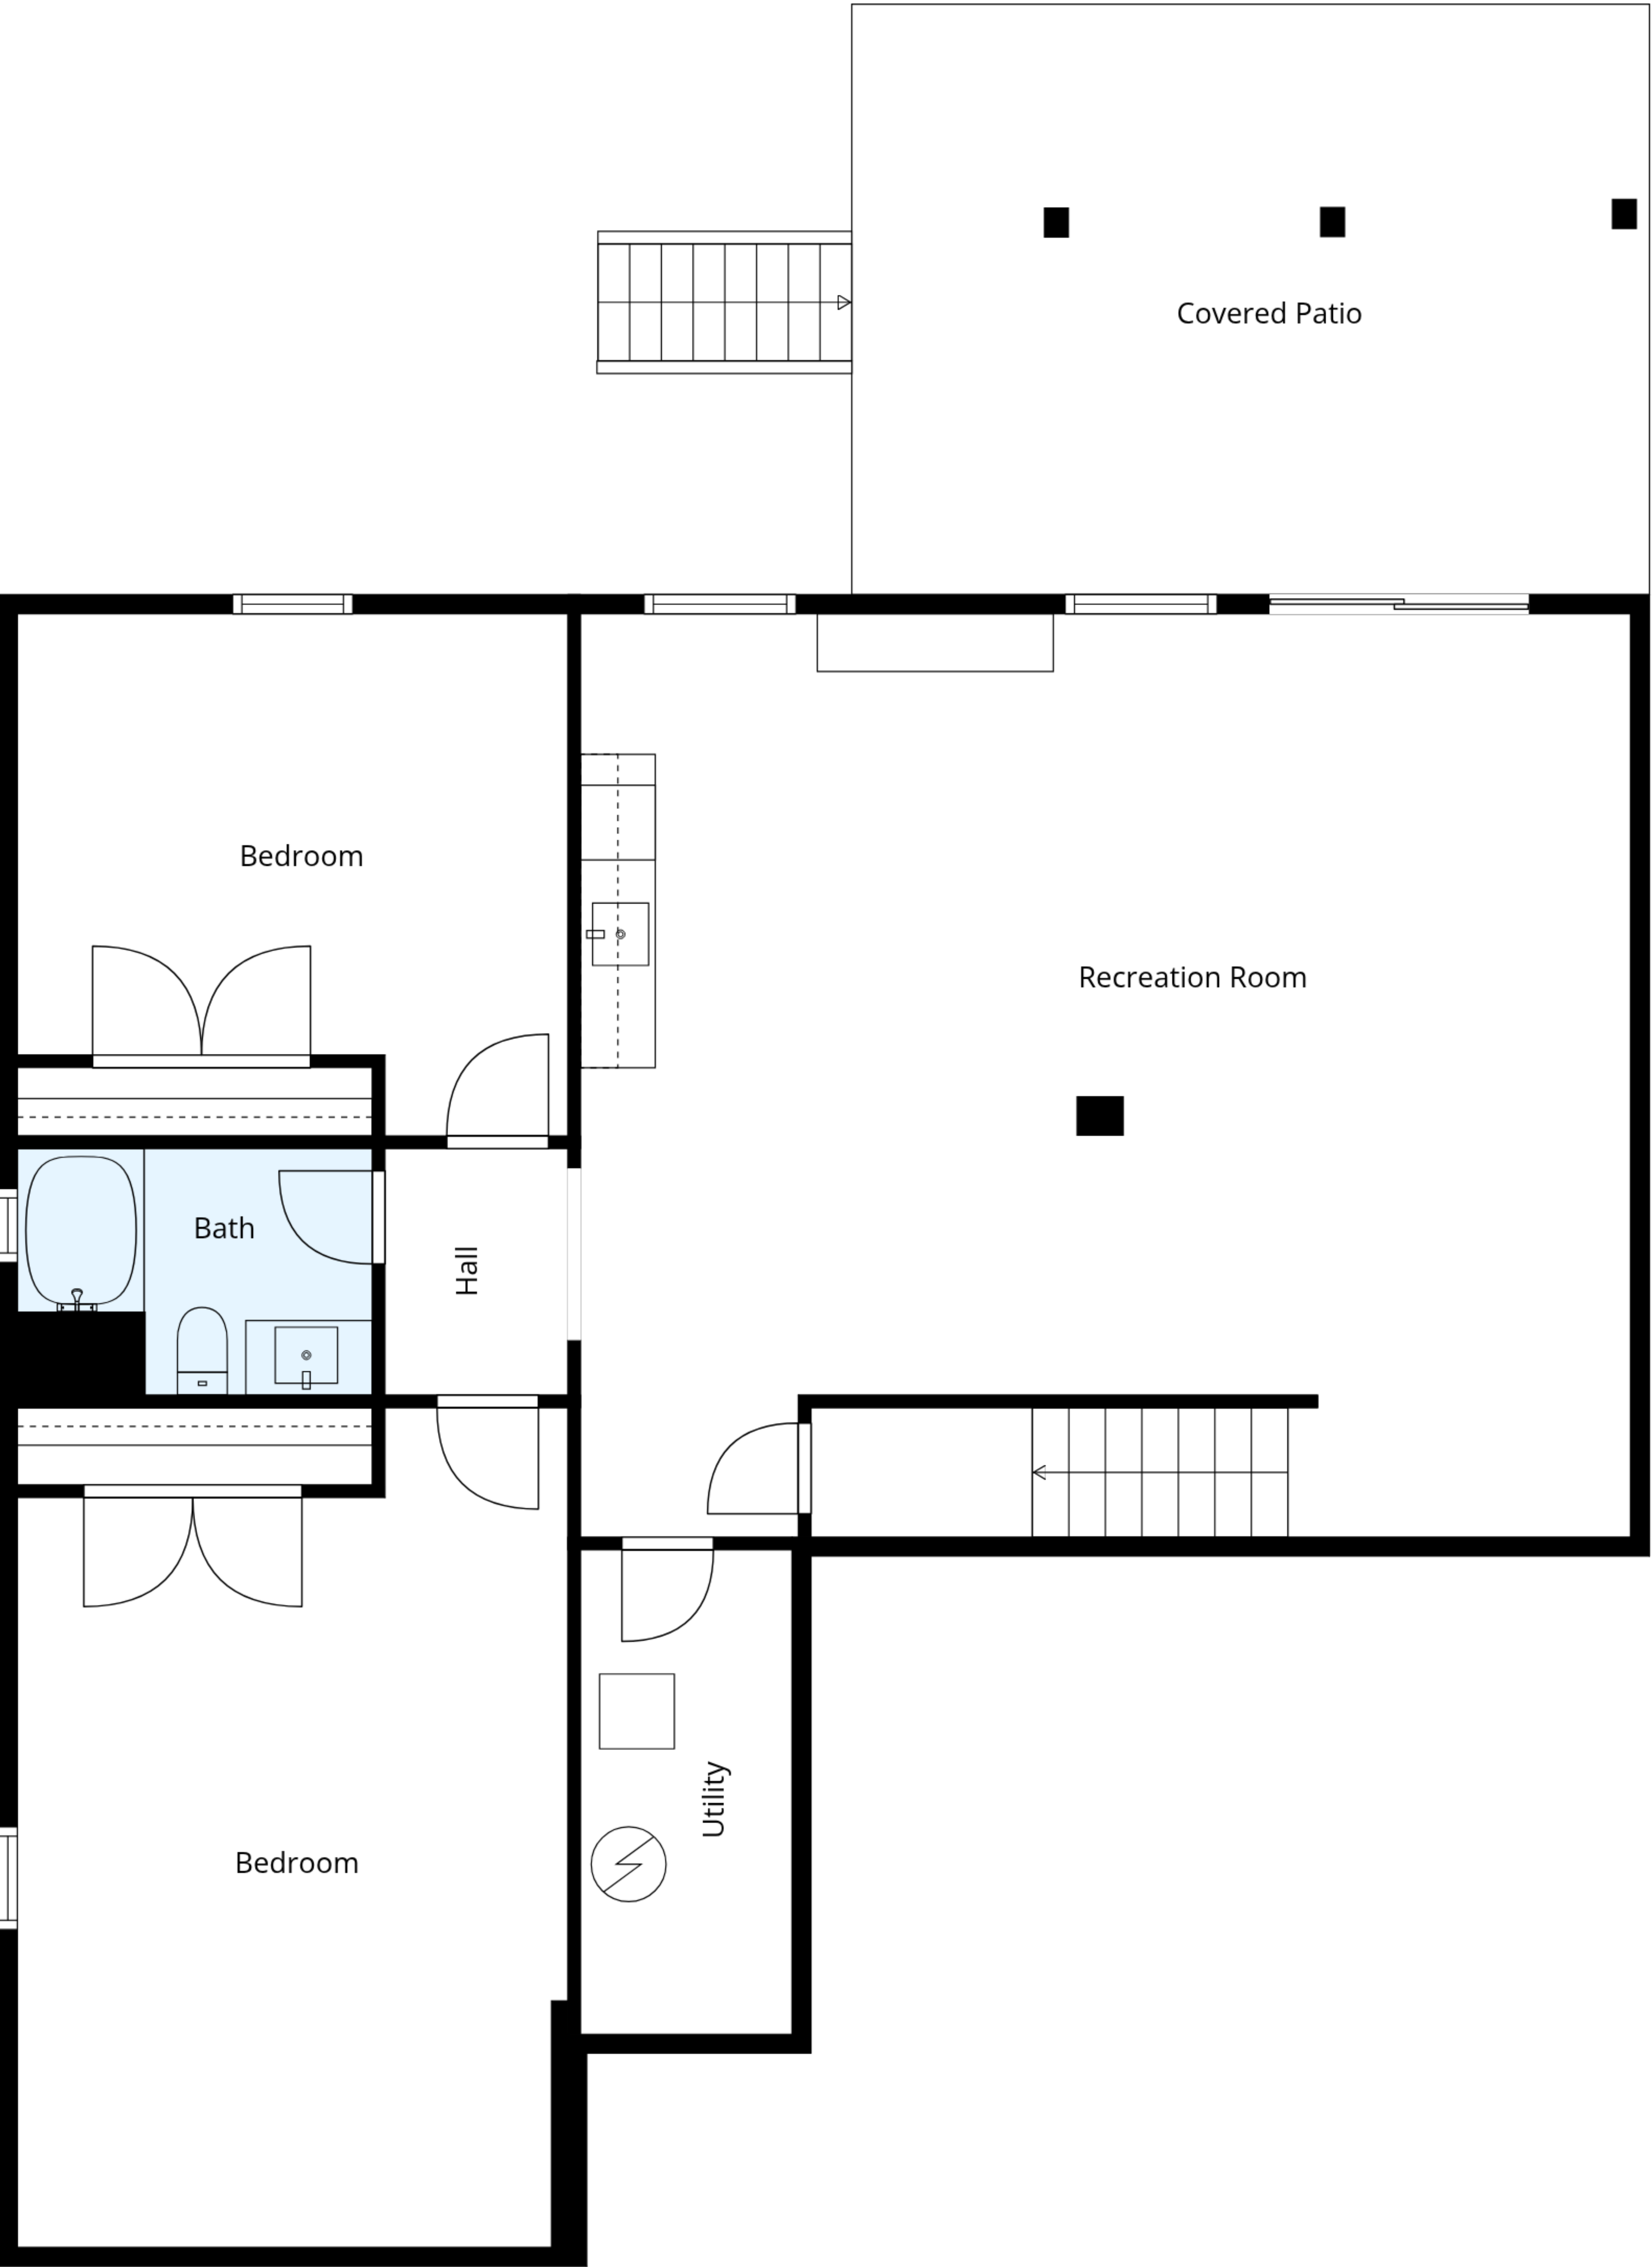 Covered Patio
Bedroom
Recreation Room
Bath
Hall
Utility
Bedroom